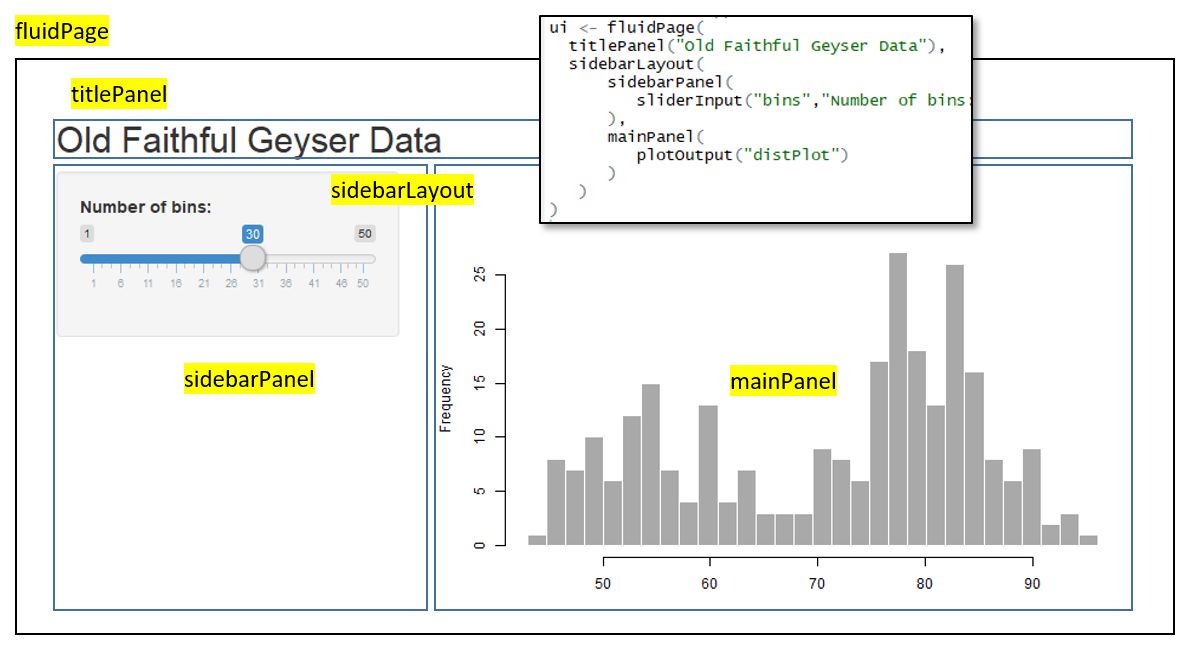 fluidPage
ui <- fluidPage(
titlePanel("Old Faithful Geyser Data"),
sidebarLayout(
sidebarPanel(
sliderInput("bins","Number of bins:
),
mainPanel(
plotOutput("distPlot")
)
)
)
titlePanel
Old Faithful Geyser Data
sidebarLayout
Number of bins:
1 30 50
1 6 11 16 21 26 31 36 41 46 50
sidebarPanel
mainPanel
Frequency
25
20
15
10
5
0
50 60 70 80 90